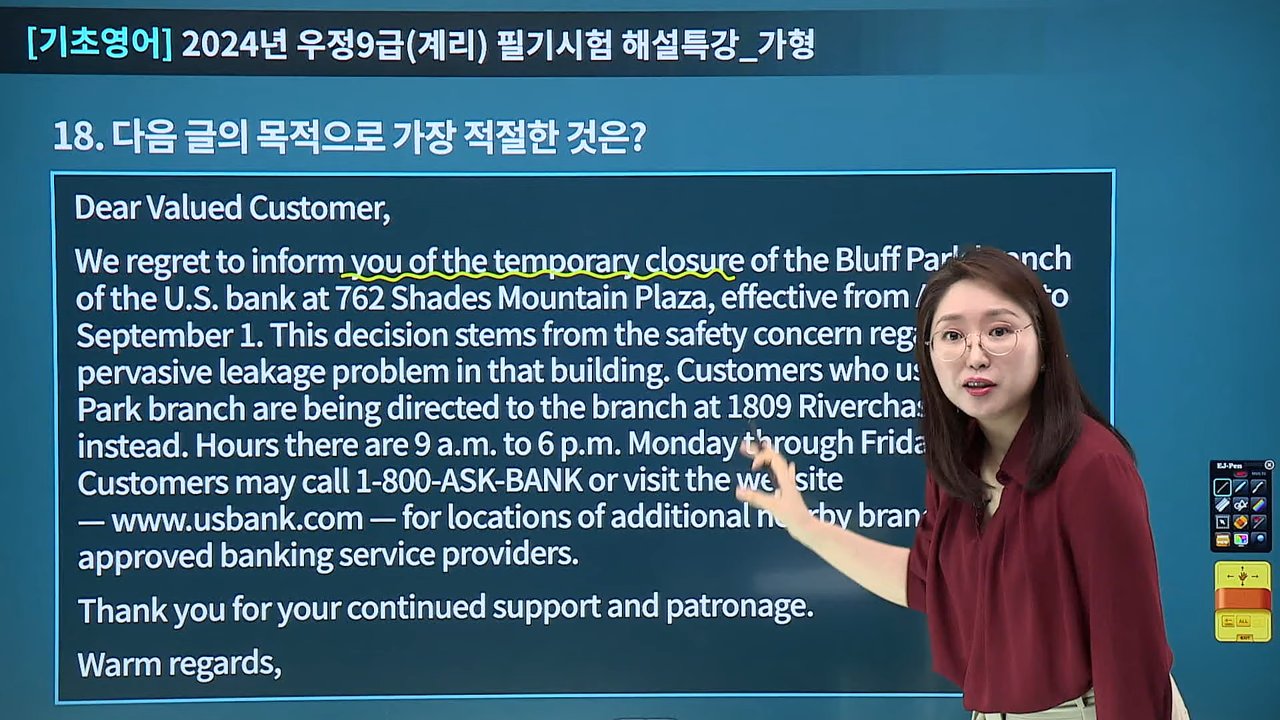 [기초영어] 2024년 우정9급(계리) 필기시험 해설특강_가형
18. 다음 글의 목적으로 가장 적절한 것은?
Dear Valued Customer,
We regret to inform you of the temporary closure of the Bluff Park
of the U.S. bank at 762 Shades Mountain Plaza, effective from to
September 1. This decision stems from the safety concern
pervasive leakage problem in that building. Customers who
Park branch are being directed to the branch at 1809
instead. Hours there are 9 a.m. to 6 p.m. Monday through
Customers may call 1-800-ASK-BANK or visit the website
— www.usbank.com — for locations of additional nearby
approved banking service providers.
Thank you for your continued support and patronage.
Warm regards,
EJ-Pen
ALL